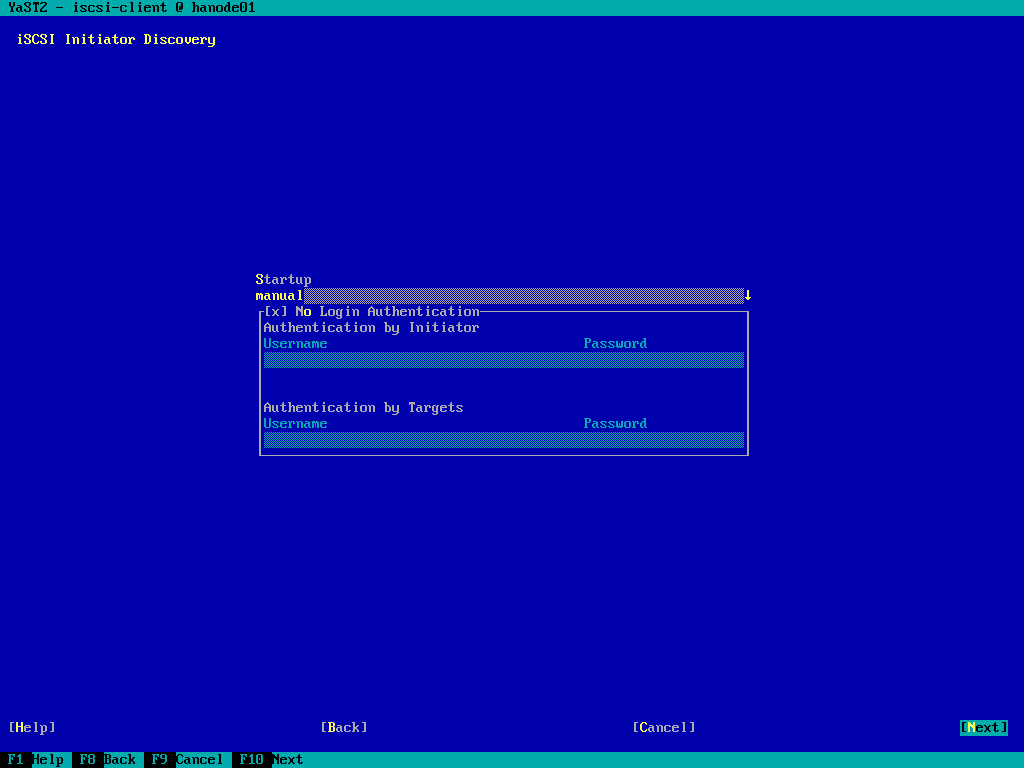 YaST2 - iscsi-client @ hanode01
iSCSI Initiator Discovery
Startup
manual↓
[x] No Login Authentication
Authentication by Initiator
Username Password
Authentication by Targets
Username Password
[Help] [Back] [Cancel] [Next]
F1 Help F8 Back F9 Cancel F10 Next